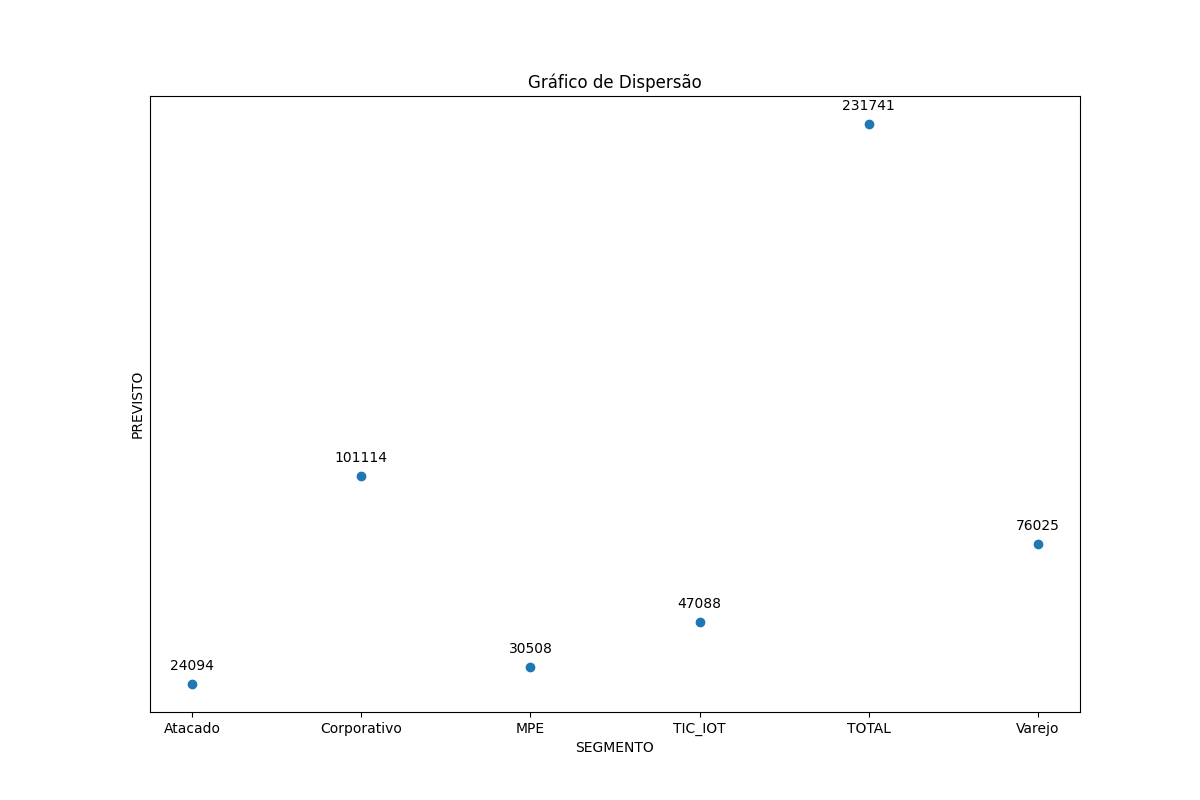 Gráfico de Dispersão
231741
101114
76025
47088
30508
24094
PREVISTO
Atacado Corporativo MPE TIC_IOT TOTAL Varejo
SEGMENTO